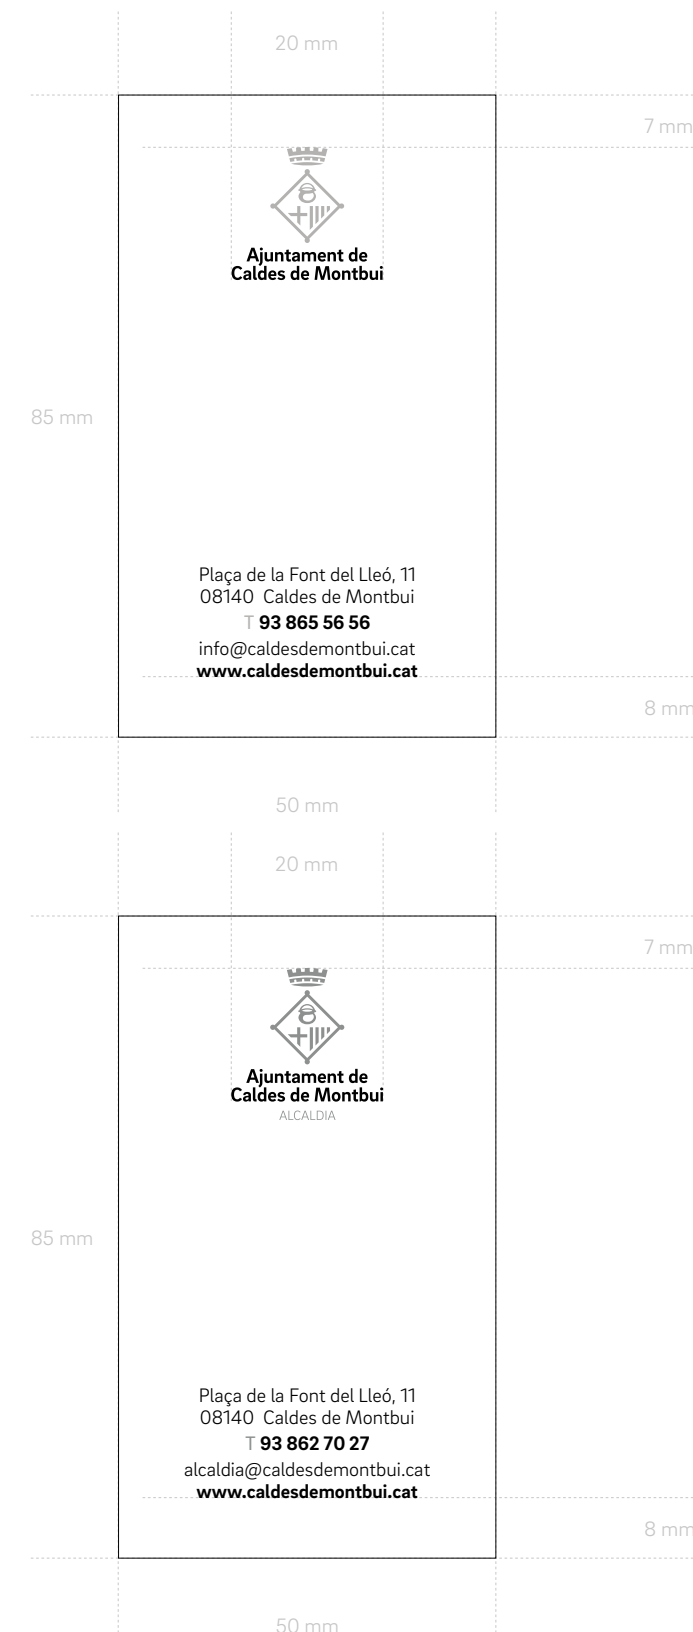 20 mm
7 mm
Ajuntament de
Caldes de Montbui
85 mm
Plaça de la Font del Lleó, 11
08140  Caldes de Montbui
T 93 865 56 56
info@caldesdemontbui.cat
www.caldesdemontbui.cat
8 mm
50 mm
20 mm
7 mm
Ajuntament de
Caldes de Montbui
ALCALDIA
85 mm
Plaça de la Font del Lleó, 11
08140  Caldes de Montbui
T 93 862 70 27
alcaldia@caldesdemontbui.cat
www.caldesdemontbui.cat
8 mm
50 mm